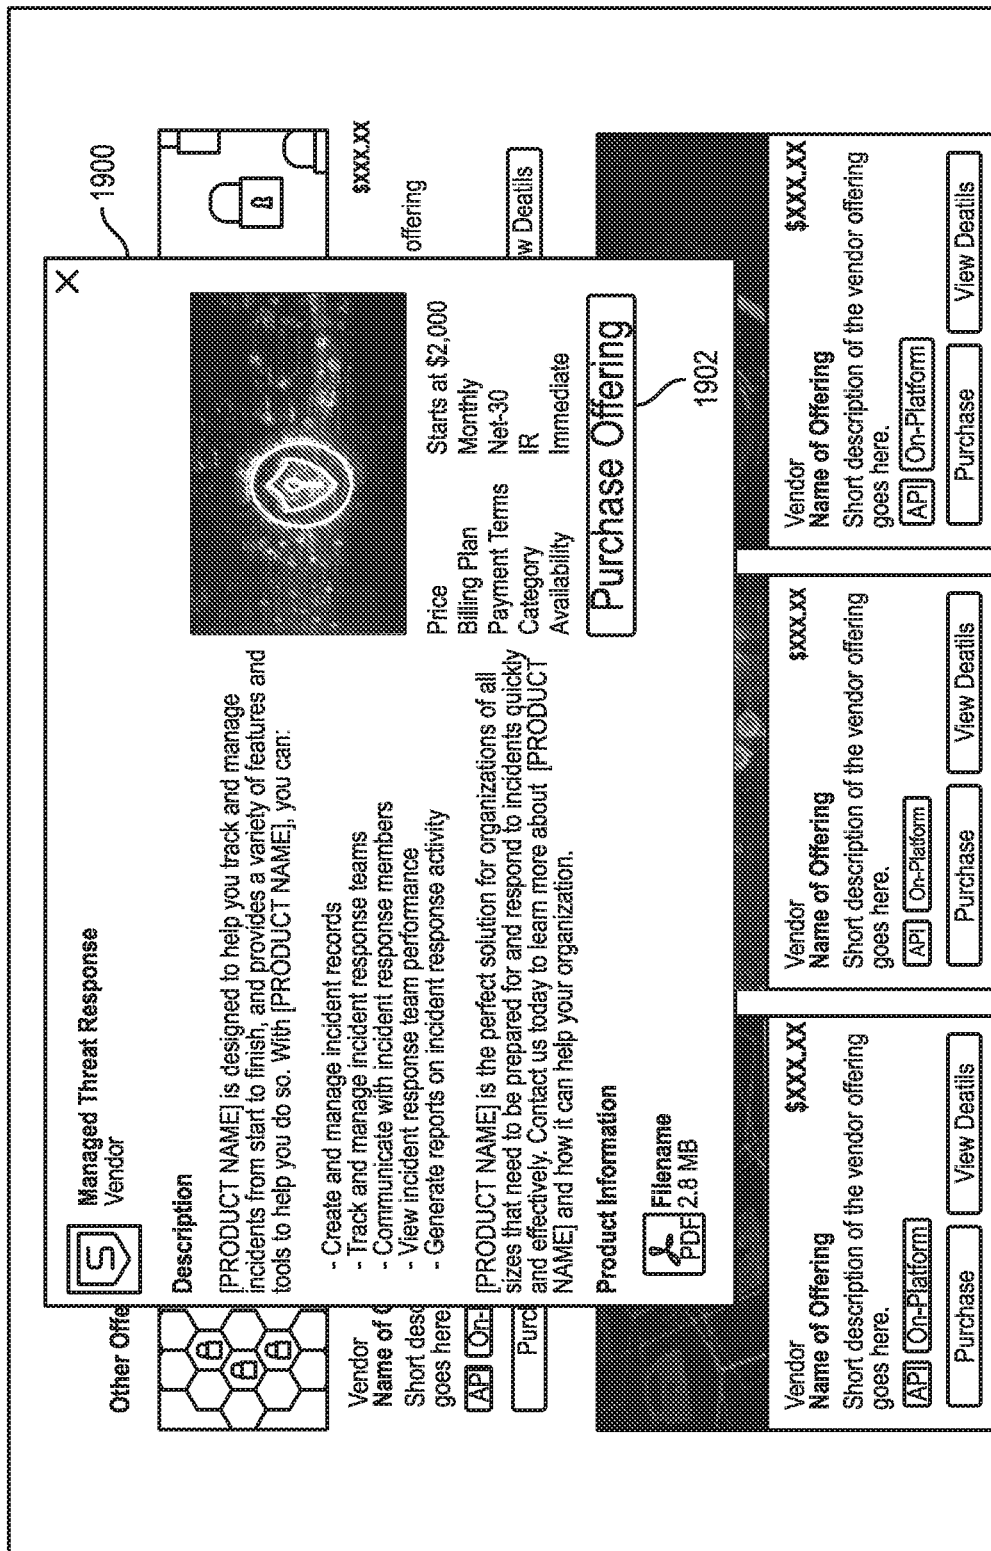 Other Offe
$XXX.XX
offering
w Deatils
Vendor
Name of O
Short desc
goes here
API On-
Purc
1900
X
S
Managed Threat Response
Vendor
Description
[PRODUCT NAME] is designed to help you track and manage
incidents from start to finish, and provides a variety of features and
tools to help you do so. With [PRODUCT NAME], you can:
- Create and manage incident records
- Track and manage incident response teams
- Communicate with incident response members
- View incident response team performance
- Generate reports on incident response activity
[PRODUCT NAME] is the perfect solution for organizations of all
sizes that need to be prepared for and respond to incidents quickly
and effectively. Contact us today to learn more about [PRODUCT
NAME] and how it can help your organization.
Product Information
Filename
PDF 2.8 MB
Price Starts at $2,000
Billing Plan Monthly
Payment Terms Net-30
Category IR
Availability Immediate
Purchase Offering
1902
Vendor $XXX.XX
Name of Offering
Short description of the vendor offering
goes here.
API On-Platform
Purchase View Deatils
Vendor $XXX.XX
Name of Offering
Short description of the vendor offering
goes here.
API On-Platform
Purchase View Deatils
Vendor $XXX.XX
Name of Offering
Short description of the vendor offering
goes here.
API On-Platform
Purchase View Deatils